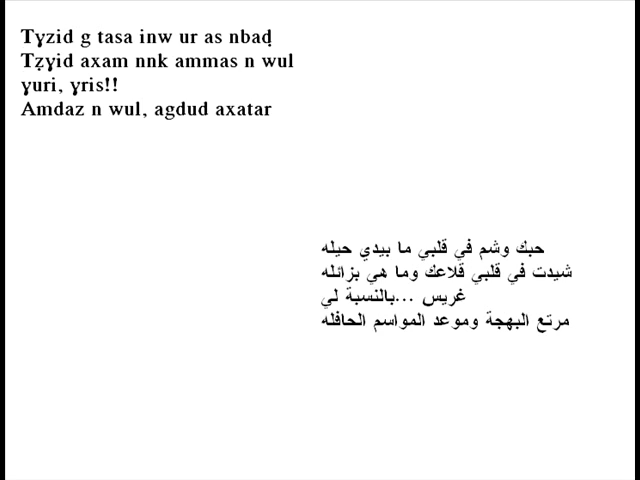 Tɣzid g tasa inw ur as nbaḍ
Tẓɣid axam nnk ammas n wul
ɣuri, ɣris!!
Amdaz n wul, agdud axatar
حبك وشم في قلبي ما بيدي حيله
شيدت في قلبي قلاعك وما هي بزائله
غريس ...بالنسبة لي
مرتع البهجة وموعد المواسم الحافله